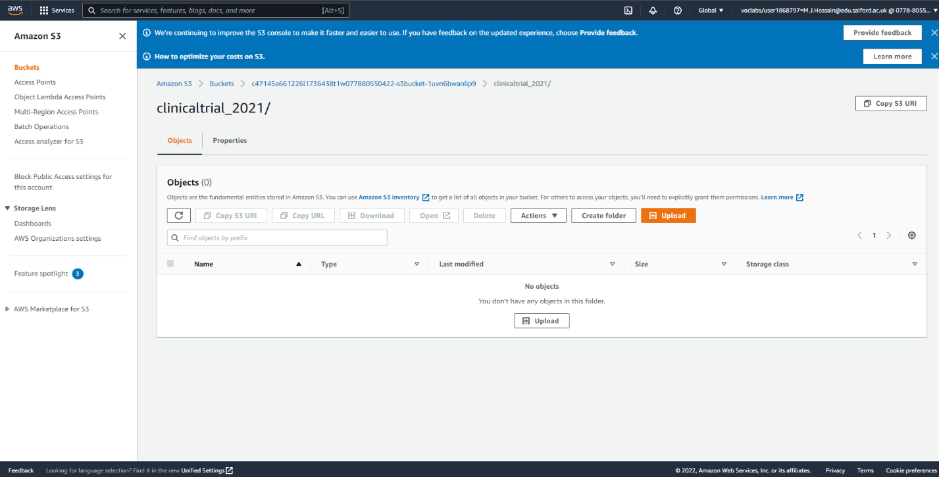 aws Services Search for services, features, blogs, docs, and more [Alt+S] Global voclabs/user1868797=M.J.Hossain@edu.salford.ac.uk @ 0778-8055...
Amazon S3
We're continuing to improve the S3 console to make it faster and easier to use. If you have feedback on the updated experience, choose Provide feedback. Provide feedback
How to optimize your costs on S3. Learn more
Buckets
Access Points
Object Lambda Access Points
Multi-Region Access Points
Batch Operations
Access analyzer for S3
Block Public Access settings for
this account
Storage Lens
Dashboards
AWS Organizations settings
Feature spotlight 3
AWS Marketplace for S3
Amazon S3 > Buckets > c47145a661226l1736438t1w077880550422-s3bucket-1uvn6bwanlip9 > clinicaltrial_2021/
clinicaltrial_2021/ Copy S3 URI
Objects Properties
Objects (0)
Objects are the fundamental entities stored in Amazon S3. You can use Amazon S3 inventory to get a list of all objects in your bucket. For others to access your objects, you'll need to explicitly grant them permissions. Learn more
Copy S3 URI Copy URL Download Open Delete Actions Create folder Upload
Find objects by prefix 1
Name Type Last modified Size Storage class
No objects
You don't have any objects in this folder.
Upload
Feedback Looking for language selection? Find it in the new Unified Settings © 2022, Amazon Web Services, Inc. or its affiliates. Privacy Terms Cookie preferences